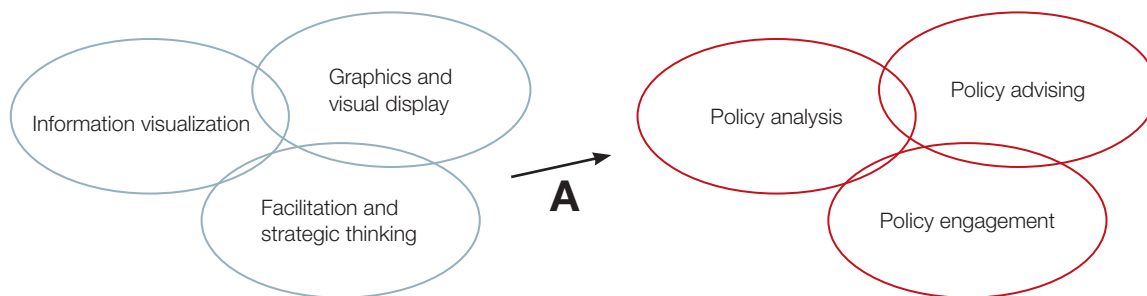 Information visualization
Graphics and
visual display
Facilitation and
strategic thinking
A
Policy analysis
Policy advising
Policy engagement